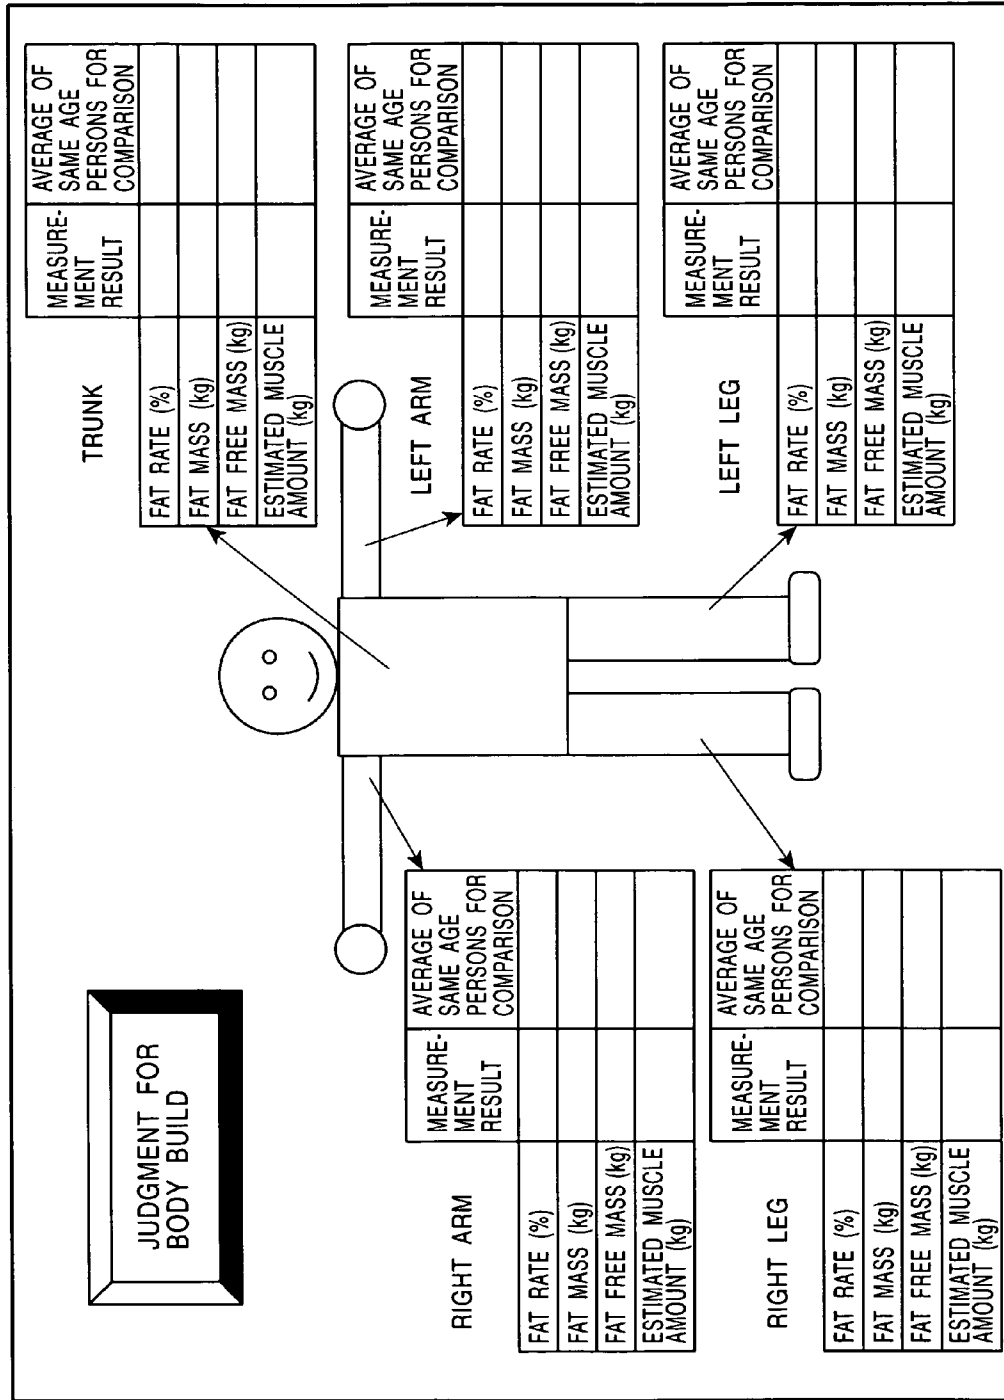 JUDGMENT FOR
BODY BUILD
TRUNK
MEASURE-
MENT
RESULT
AVERAGE OF
SAME AGE
PERSONS FOR
COMPARISON
FAT RATE (%)
FAT MASS (kg)
FAT FREE MASS (kg)
ESTIMATED MUSCLE
AMOUNT (kg)
RIGHT ARM
MEASURE-
MENT
RESULT
AVERAGE OF
SAME AGE
PERSONS FOR
COMPARISON
FAT RATE (%)
FAT MASS (kg)
FAT FREE MASS (kg)
ESTIMATED MUSCLE
AMOUNT (kg)
LEFT ARM
MEASURE-
MENT
RESULT
AVERAGE OF
SAME AGE
PERSONS FOR
COMPARISON
FAT RATE (%)
FAT MASS (kg)
FAT FREE MASS (kg)
ESTIMATED MUSCLE
AMOUNT (kg)
RIGHT LEG
MEASURE-
MENT
RESULT
AVERAGE OF
SAME AGE
PERSONS FOR
COMPARISON
FAT RATE (%)
FAT MASS (kg)
FAT FREE MASS (kg)
ESTIMATED MUSCLE
AMOUNT (kg)
LEFT LEG
MEASURE-
MENT
RESULT
AVERAGE OF
SAME AGE
PERSONS FOR
COMPARISON
FAT RATE (%)
FAT MASS (kg)
FAT FREE MASS (kg)
ESTIMATED MUSCLE
AMOUNT (kg)